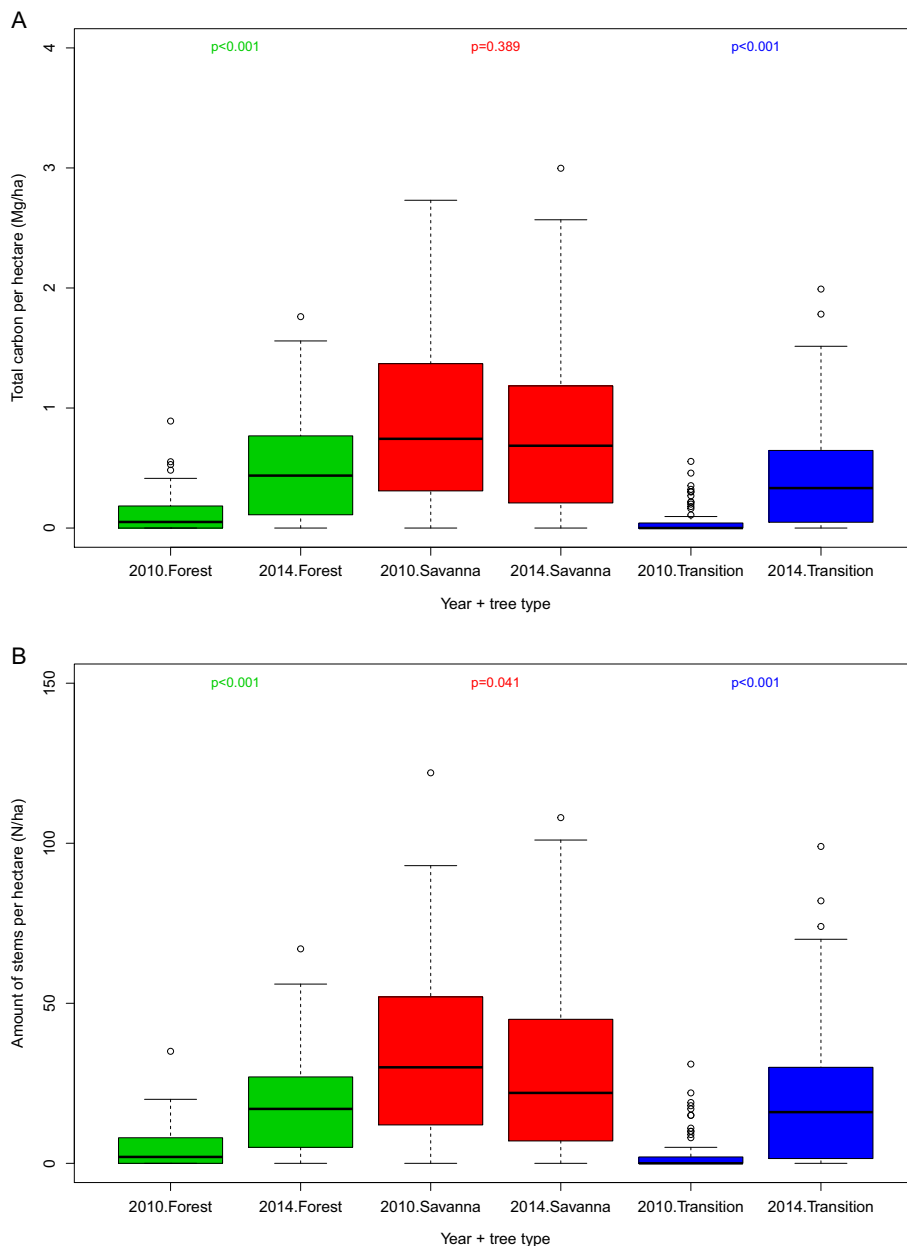 A
p<0.001 p=0.389 p<0.001
4
3
2
1
0
Total carbon per hectare (Mg/ha)
2010.Forest 2014.Forest 2010.Savanna 2014.Savanna 2010.Transition 2014.Transition
Year + tree type
B
p<0.001 p=0.041 p<0.001
150
100
50
0
Amount of stems per hectare (N/ha)
2010.Forest 2014.Forest 2010.Savanna 2014.Savanna 2010.Transition 2014.Transition
Year + tree type